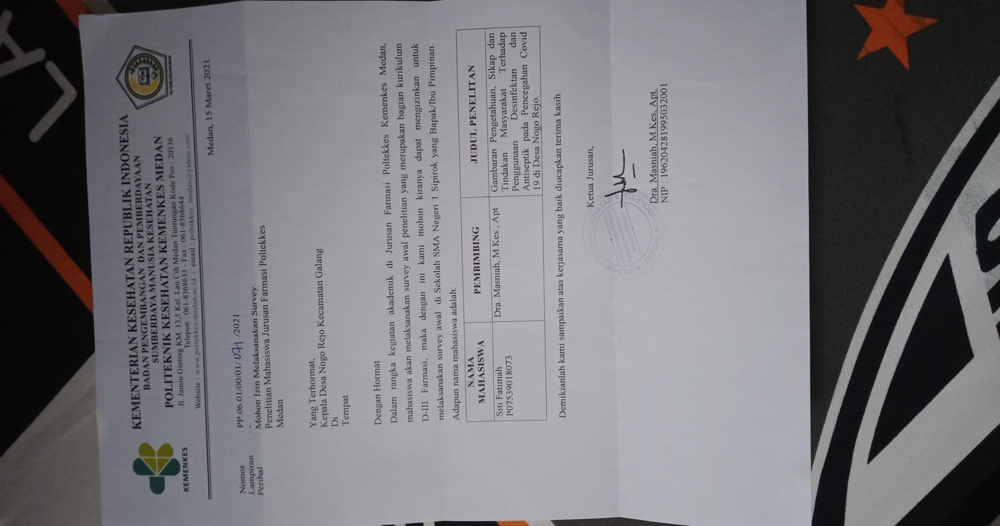 KEMENTERIAN KESEHATAN REPUBLIK INDONESIA
BADAN PENGEMBANGAN DAN PEMBERDAYAAN
SUMBERDAYA MANUSIA KESEHATAN
POLITEKNIK KESEHATAN KEMENKES MEDAN
Jl. Jamin Ginting KM. 13,5 Kel. Lau Cih Medan Tuntungan Kode Pos : 20136
Telepon : 061-8368633 - Fax : 061-8368644
Website : www.poltekkes-medan.ac.id - email : poltekkes_medan@yahoo.com
KEMENKES
Medan, 15 Maret 2021
Nomor : PP.06.01/00/01/ 071 /2021
Lampiran : -
Perihal : Mohon Izin Melaksanakan Survey
Penelitian Mahasiswa Jurusan Farmasi Poltekkes
Medan
Yang Terhormat,
Kepala Desa Nogo Rejo Kecamatan Galang
Di
Tempat
Dengan Hormat
Dalam rangka kegiatan akademik di Jurusan Farmasi Poltekkes Kemenkes Medan,
mahasiswa akan melaksanakan survey awal penelitian yang merupakan bagian kurikulum
D-III Farmasi, maka dengan ini kami mohon kiranya dapat mengizinkan untuk
melaksanakan survey awal di Sekolah SMA Negeri 1 Sipirok yang Bapak/Ibu Pimpinan.
Adapun nama mahasiswa adalah:
NAMA
MAHASISWA
PEMBIMBING
JUDUL PENELITAN
Siti Fatimah
P07539018073
Dra. Masniah, M.Kes., Apt
Gambaran Pengetahuan, Sikap dan
Tindakan Masyarakat Terhadap
Penggunaan Desinfektan dan
Antiseptik pada Pencegahan Covid
19 di Desa Nogo Rejo.
Demikianlah kami sampaikan atas kerjasama yang baik diucapkan terima kasih.
Ketua Jurusan,
KEMENTERIAN KESEHATAN
REPUBLIK INDONESIA
Dra. Masniah, M.Kes, Apt.
NIP : 196204281995032001